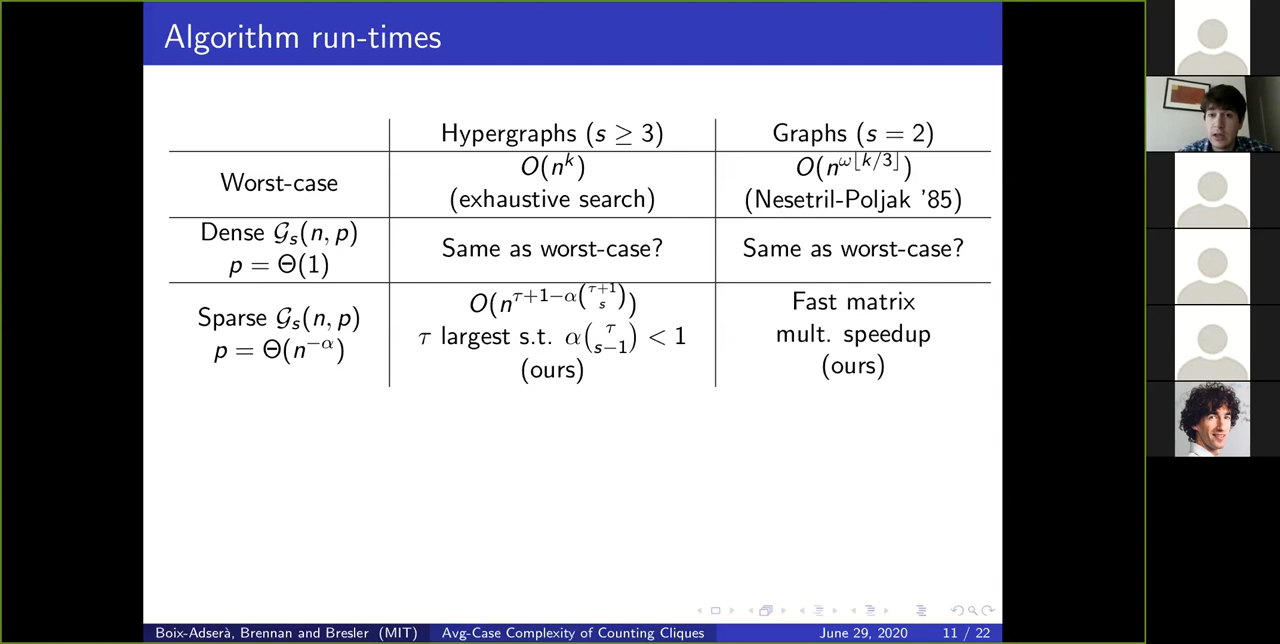 Algorithm run-times
Hypergraphs (s ≥ 3)
Graphs (s = 2)
Worst-case
O(n^k)
(exhaustive search)
O(n^{ω⌊k/3⌋})
(Nesetril-Poljak '85)
Dense 𝒢_s(n, p)
p = Θ(1)
Same as worst-case?
Same as worst-case?
Sparse 𝒢_s(n, p)
p = Θ(n^{−α})
O(n^{τ+1−α\binom{τ+1}{s}})
τ largest s.t. α\binom{τ}{s−1} < 1
(ours)
Fast matrix
mult. speedup
(ours)
Boix-Adserà, Brennan and Bresler (MIT)
Avg-Case Complexity of Counting Cliques
June 29, 2020
11 / 22